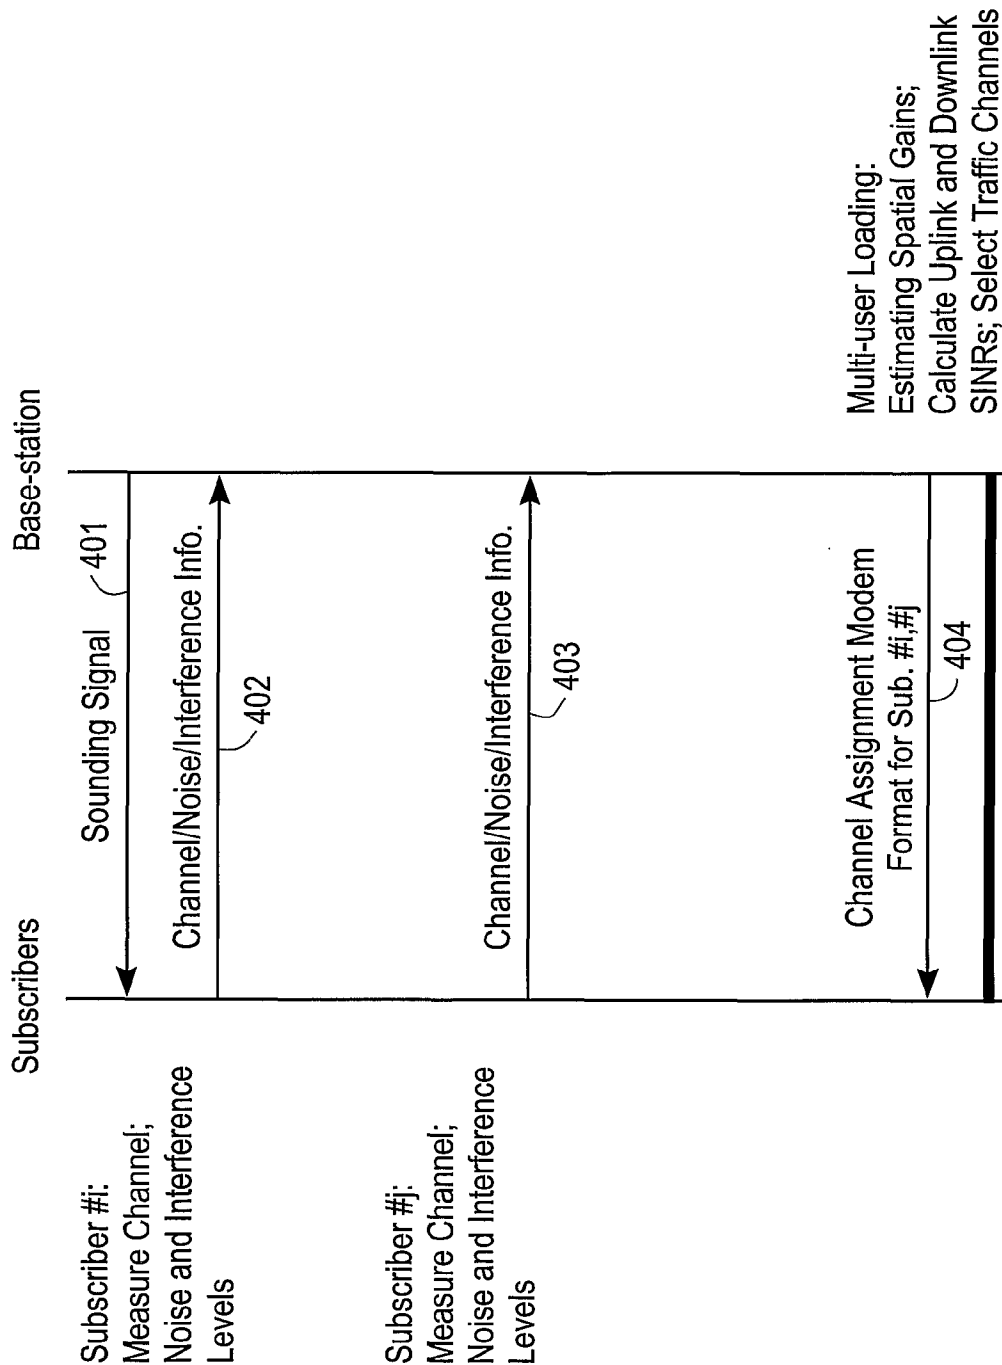 Subscribers
Base-station
Subscriber #i:
Measure Channel;
Noise and Interference
Levels
Sounding Signal
401
Channel/Noise/Interference Info.
402
Subscriber #j:
Measure Channel;
Noise and Interference
Levels
Channel/Noise/Interference Info.
403
Channel Assignment Modem
Format for Sub. #i,#j
404
Multi-user Loading:
Estimating Spatial Gains;
Calculate Uplink and Downlink
SINRs; Select Traffic Channels